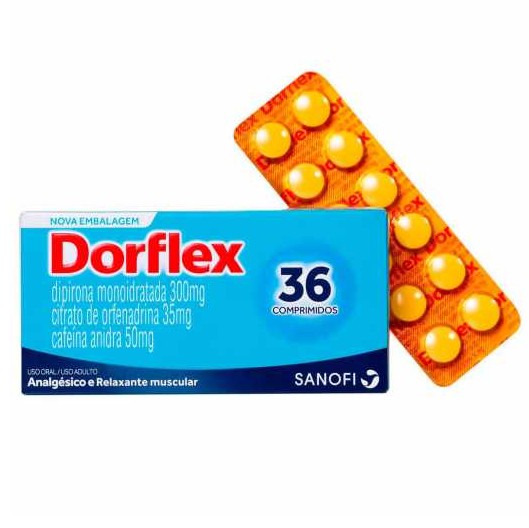 NOVA EMBALAGEM
Dorflex
dipirona monoidratada 300mg
citrato de orfenadrina 35mg
cafeína anidra 50mg
36
COMPRIMIDOS
USO ORAL / USO ADULTO
Analgésico e Relaxante muscular
SANOFI
Dorflex